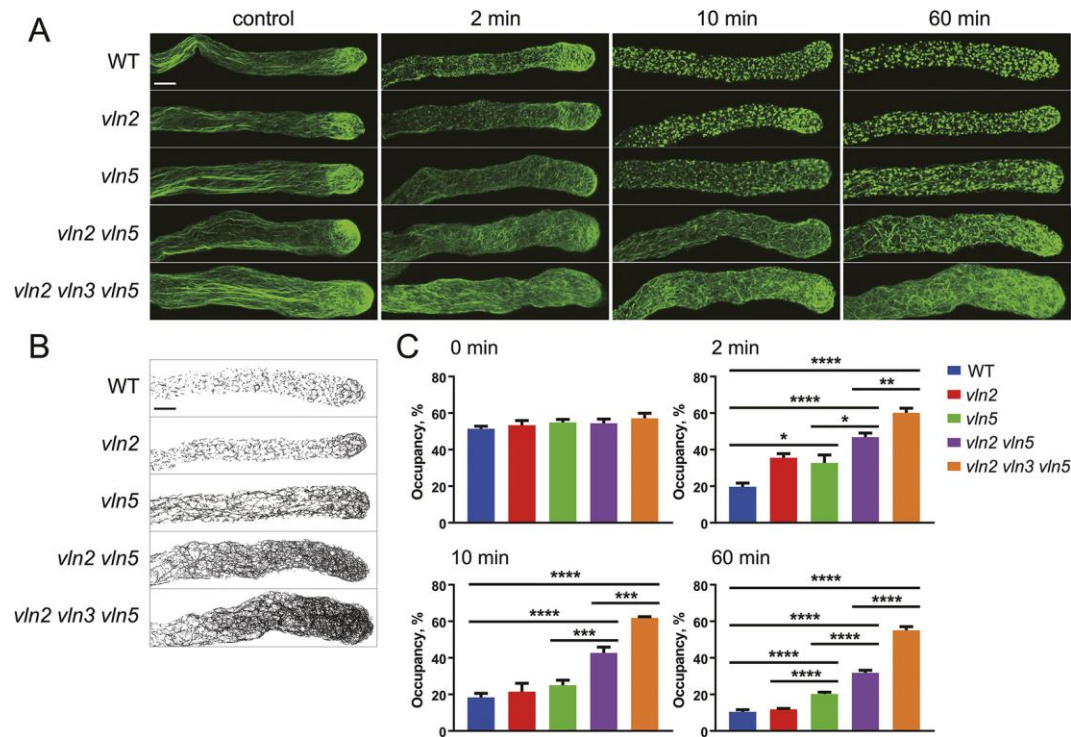 A
control 2 min 10 min 60 min
WT
vln2
vln5
vln2 vln5
vln2 vln3 vln5
B
WT
vln2
vln5
vln2 vln5
vln2 vln3 vln5
C
0 min
Occupancy, %
80
60
40
20
0
2 min
Occupancy, %
80
60
40
20
0
****
**
****
*
*
WT
vln2
vln5
vln2 vln5
vln2 vln3 vln5
10 min
Occupancy, %
80
60
40
20
0
****
***
****
***
60 min
Occupancy, %
80
60
40
20
0
****
****
****
****
****
****